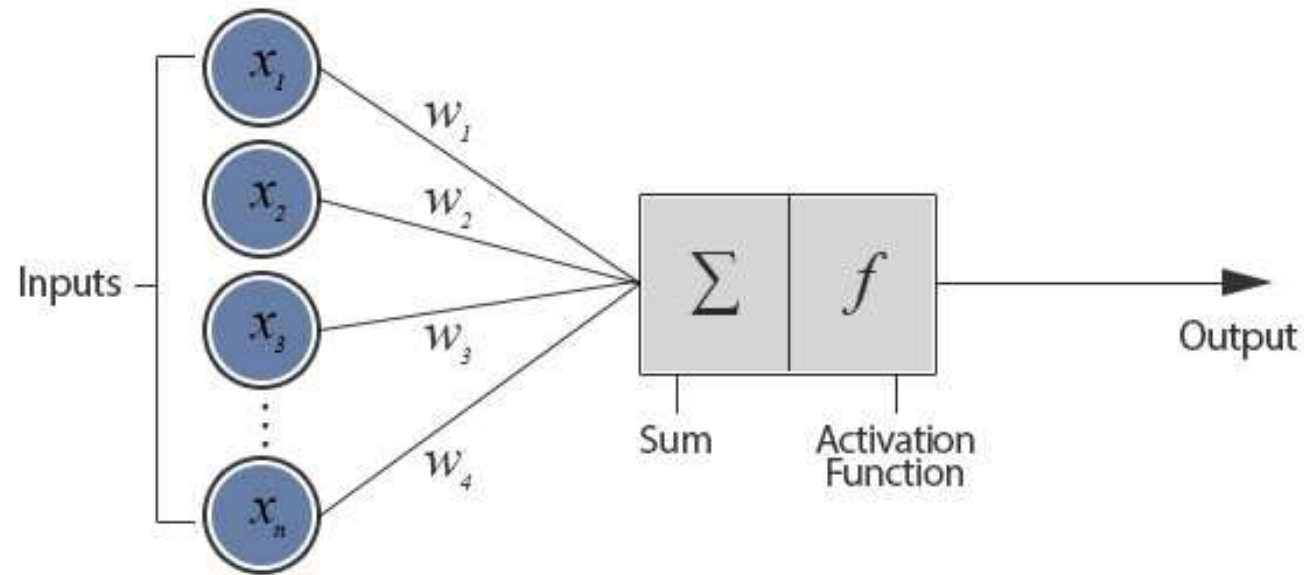 x₁
w₁
x₂
w₂
Inputs
x₃
w₃
Σ
f
Output
Sum
Activation
Function
w₄
xₙ